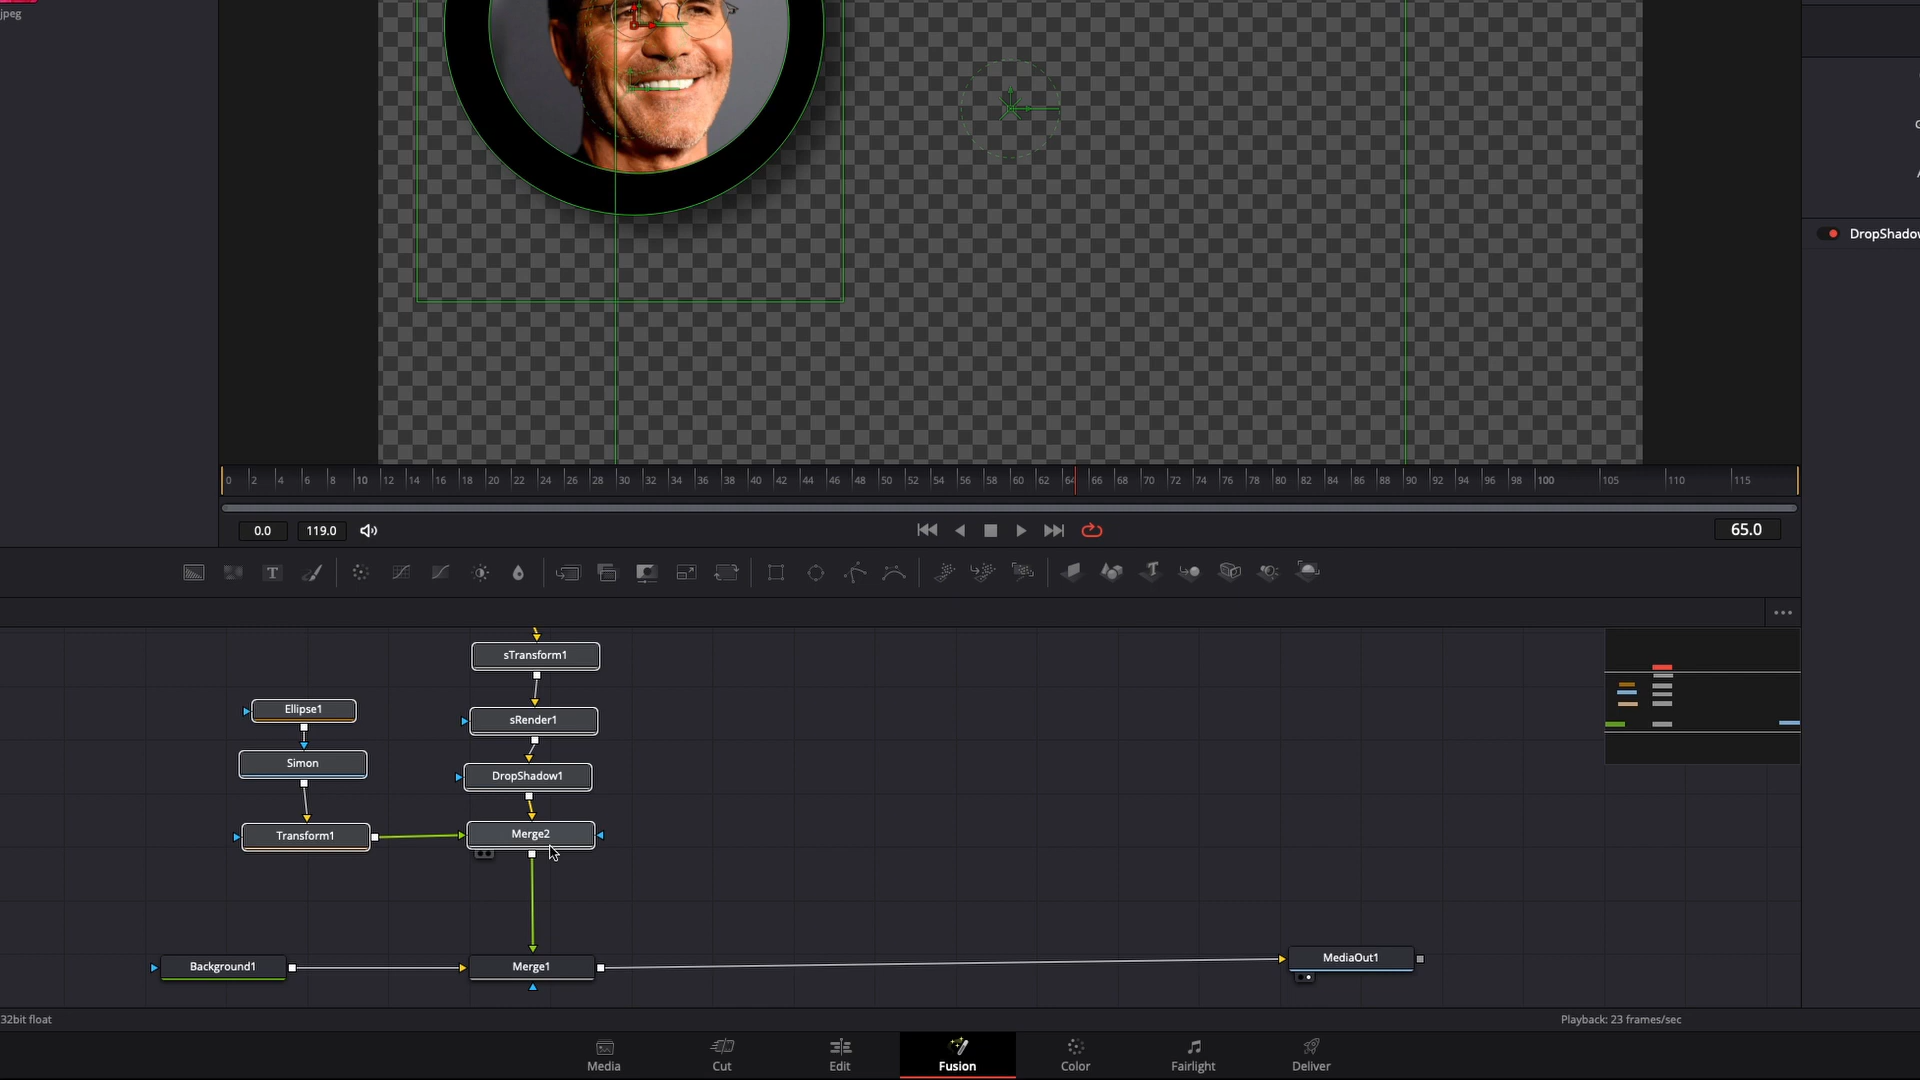 jpeg
DropShadow
0 2 4 6 8 10 12 14 16 18 20 22 24 26 28 30 32 34 36 38 40 42 44 46 48 50 52 54 56 58 60 62 64 66 68 70 72 74 76 78 80 82 84 86 88 90 92 94 96 98 100 105 110 115
0.0 119.0 65.0
T
sTransform1
Ellipse1
sRender1
Simon
DropShadow1
Transform1
Merge2
Background1
Merge1
MediaOut1
32bit float
Playback: 23 frames/sec
Media
Cut
Edit
Fusion
Color
Fairlight
Deliver